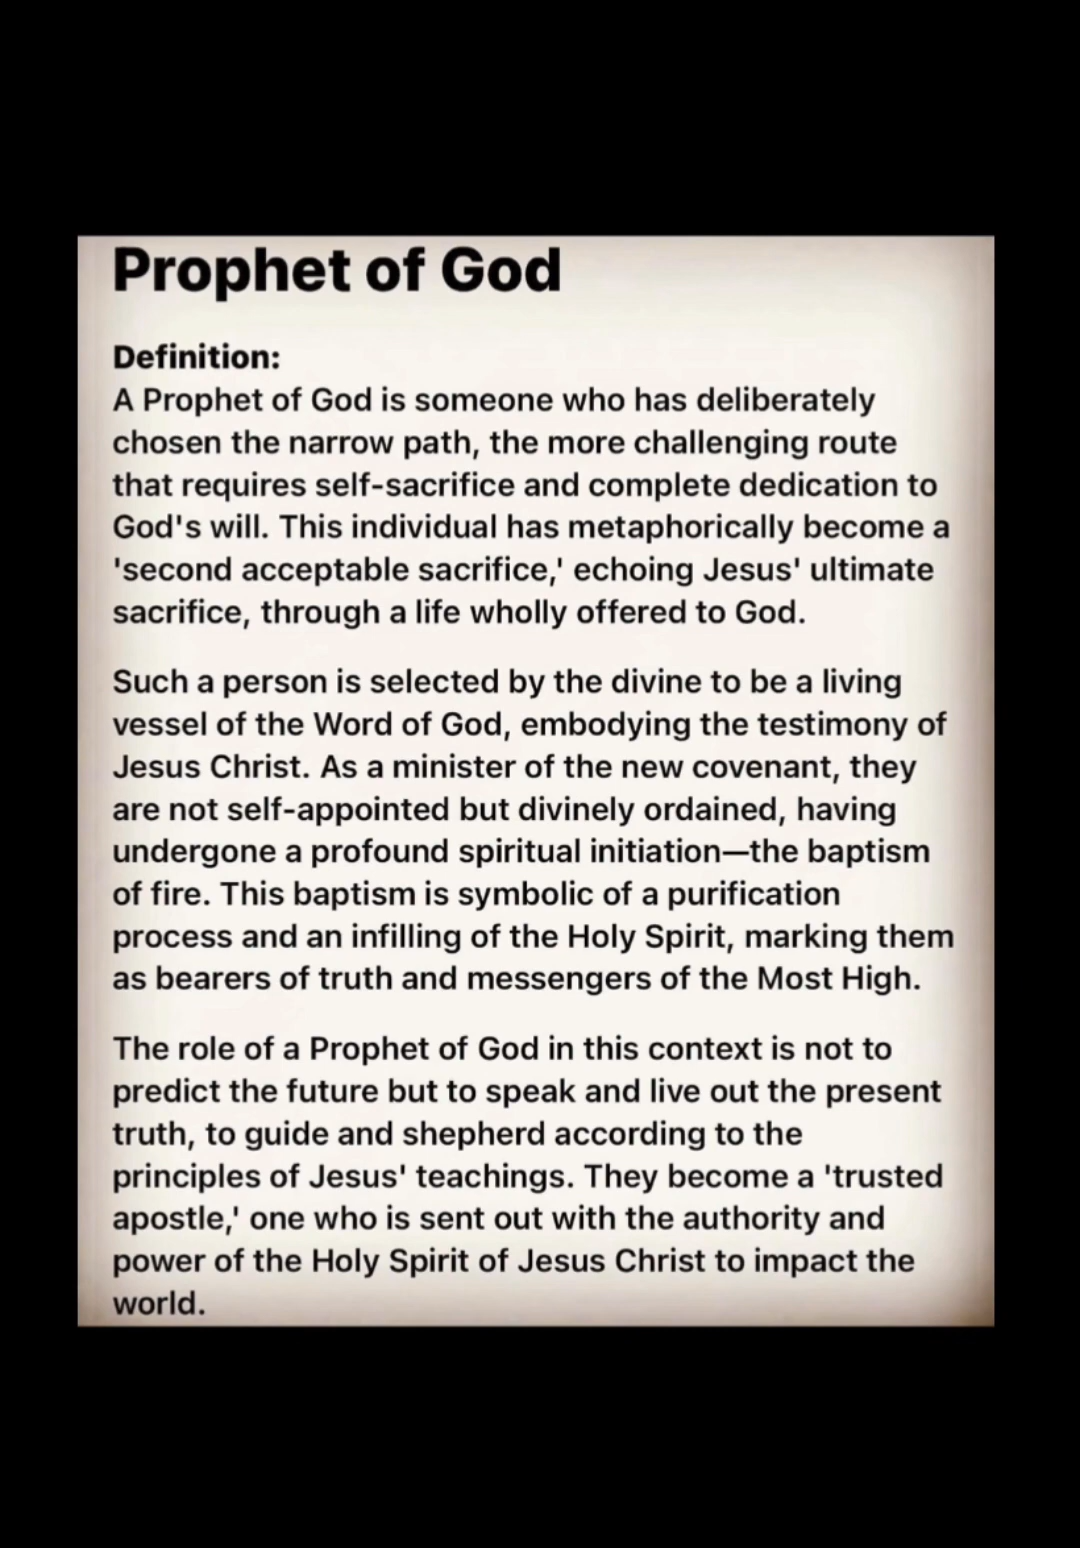 Prophet of God
Definition:
A Prophet of God is someone who has deliberately
chosen the narrow path, the more challenging route
that requires self-sacrifice and complete dedication to
God's will. This individual has metaphorically become a
'second acceptable sacrifice,' echoing Jesus' ultimate
sacrifice, through a life wholly offered to God.
Such a person is selected by the divine to be a living
vessel of the Word of God, embodying the testimony of
Jesus Christ. As a minister of the new covenant, they
are not self-appointed but divinely ordained, having
undergone a profound spiritual initiation—the baptism
of fire. This baptism is symbolic of a purification
process and an infilling of the Holy Spirit, marking them
as bearers of truth and messengers of the Most High.
The role of a Prophet of God in this context is not to
predict the future but to speak and live out the present
truth, to guide and shepherd according to the
principles of Jesus' teachings. They become a 'trusted
apostle,' one who is sent out with the authority and
power of the Holy Spirit of Jesus Christ to impact the
world.